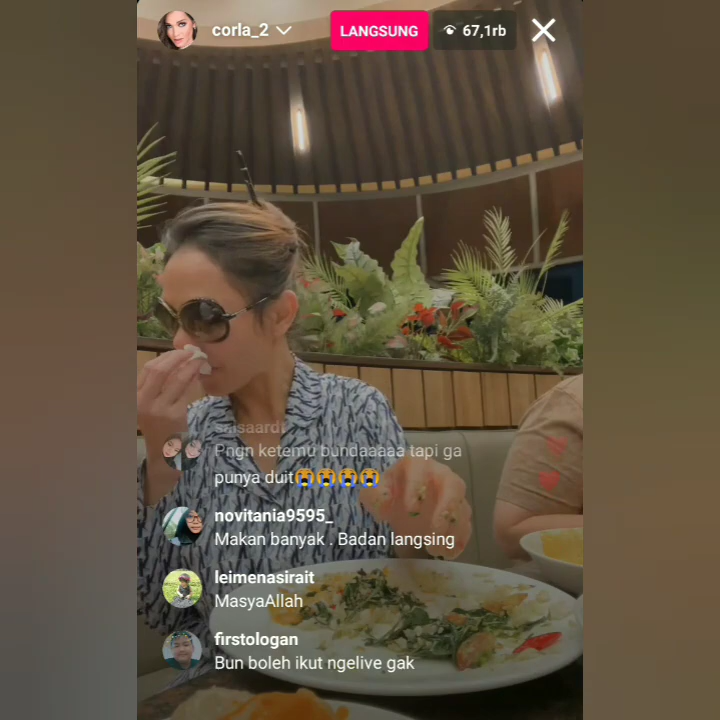 corla_2
LANGSUNG
67,1rb
salsaardf
Pngn ketemu bundaaaaa tapi ga
punya duit😭😭😭😭
novitania9595_
Makan banyak . Badan langsing
leimenasirait
MasyaAllah
firstologan
Bun boleh ikut ngelive gak